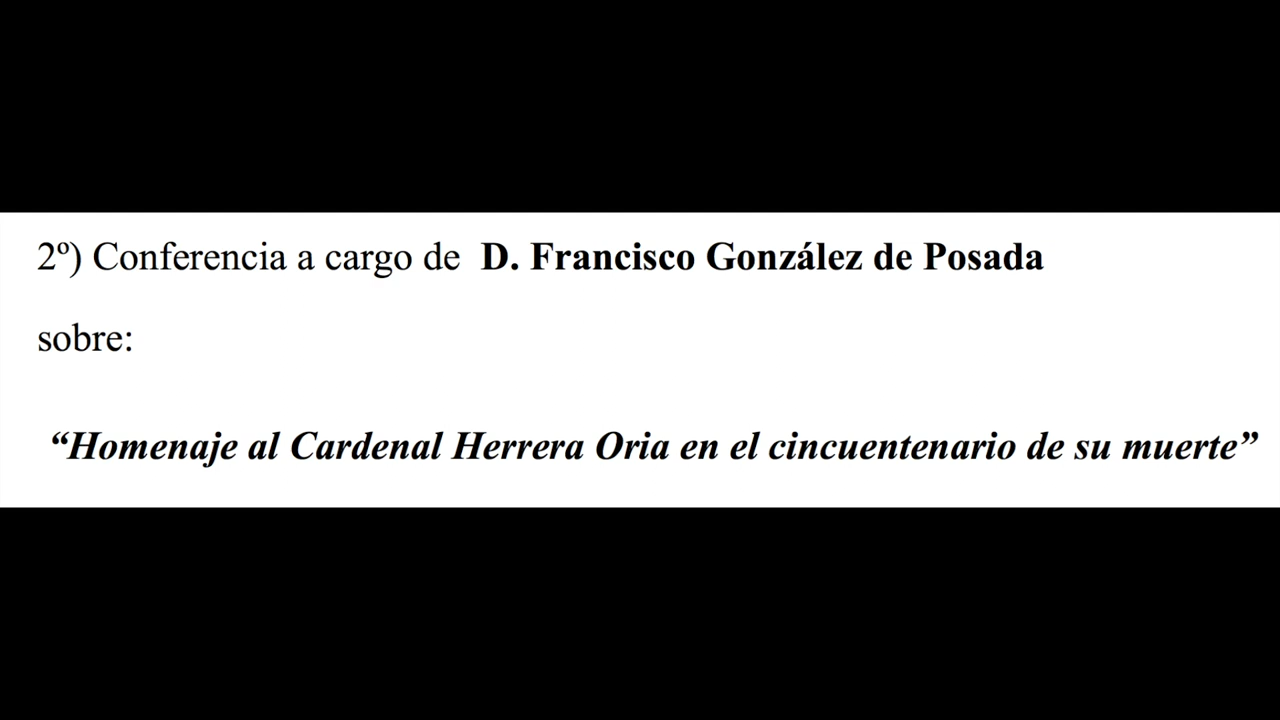 2º) Conferencia a cargo de D. Francisco González de Posada
sobre:
“Homenaje al Cardenal Herrera Oria en el cincuentenario de su muerte”